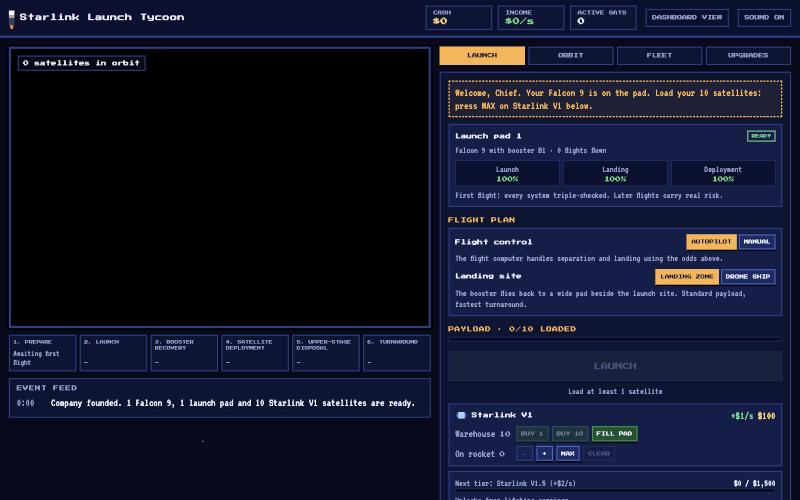 Starlink Launch Tycoon
CASH
$0
INCOME
$0/s
ACTIVE SATS
0
DASHBOARD VIEW
SOUND ON
0 satellites in orbit
1. PREPARE
Awaiting first
flight
2. LAUNCH
–
3. BOOSTER
RECOVERY
–
4. SATELLITE
DEPLOYMENT
–
5. UPPER-STAGE
DISPOSAL
–
6. TURNAROUND
–
EVENT FEED
0:00 Company founded. 1 Falcon 9, 1 launch pad and 10 Starlink V1 satellites are ready.
LAUNCH
ORBIT
FLEET
UPGRADES
Welcome, Chief. Your Falcon 9 is on the pad. Load your 10 satellites:
press MAX on Starlink V1 below.
Launch pad 1
READY
Falcon 9 with booster B1 · 0 flights flown
Launch
100%
Landing
100%
Deployment
100%
First flight: every system triple-checked. Later flights carry real risk.
FLIGHT PLAN
Flight control
AUTOPILOT
MANUAL
The flight computer handles separation and landing using the odds above.
Landing site
LANDING ZONE
DRONE SHIP
The booster flies back to a wide pad beside the launch site. Standard payload,
fastest turnaround.
PAYLOAD · 0/10 LOADED
LAUNCH
Load at least 1 satellite
Starlink V1
+$1/s $100
Warehouse 10
BUY 1
BUY 10
FILL PAD
On rocket 0
–
+
MAX
CLEAR
Next tier: Starlink V1.5 (+$2/s)
$0 / $1,500
Unlocks from lifetime earnings